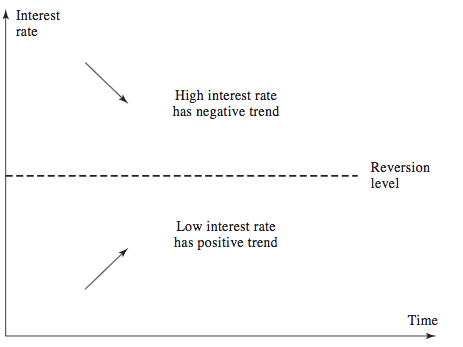 Interest
rate
High interest rate
has negative trend
Reversion
level
Low interest rate
has positive trend
Time